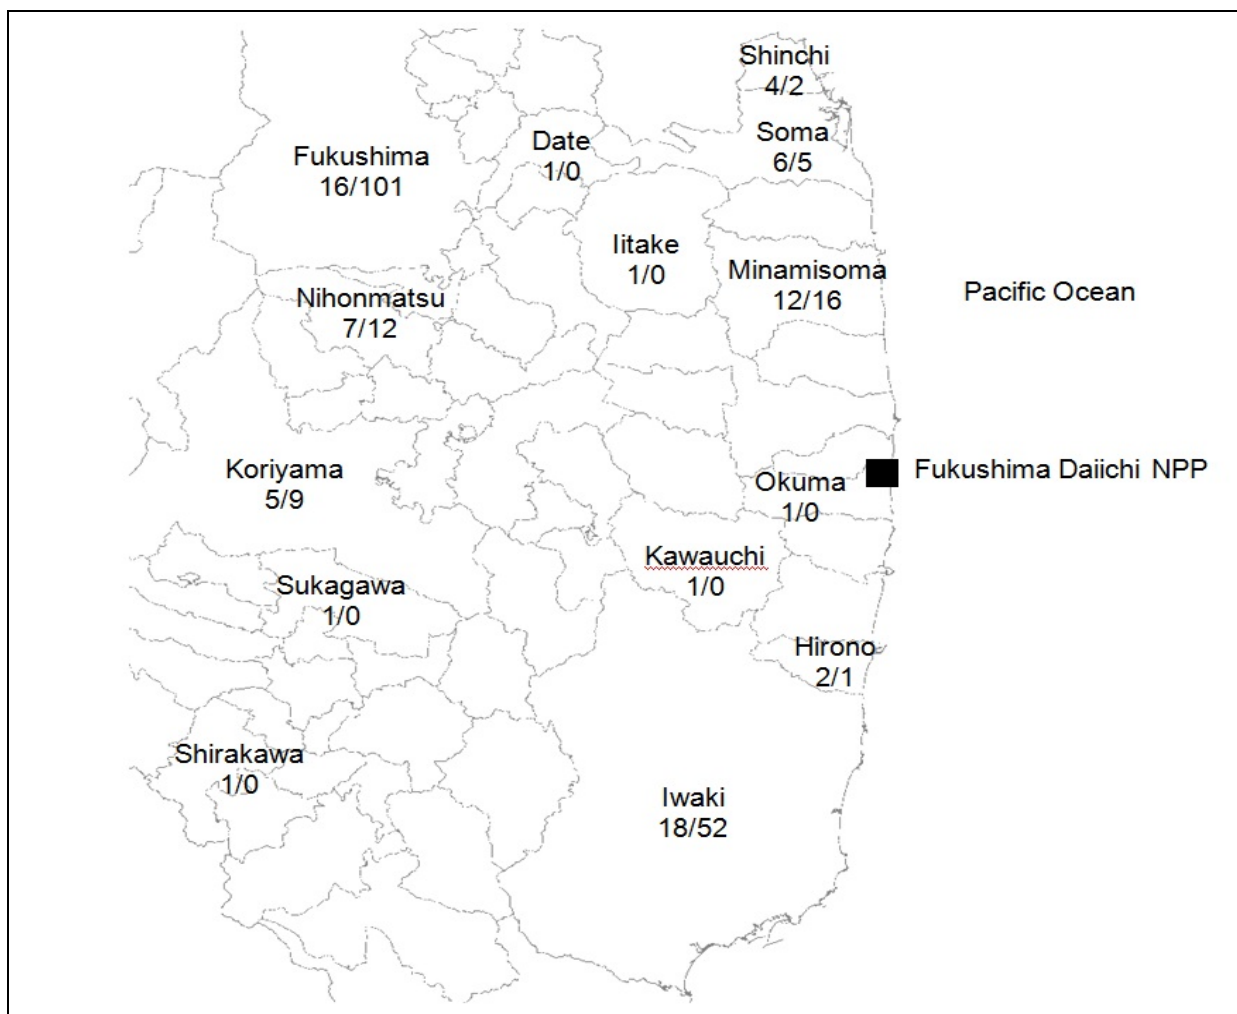 Shinchi
4/2
Soma
6/5
Date
1/0
Fukushima
16/101
Iitake
1/0
Minamisoma
12/16
Pacific Ocean
Nihonmatsu
7/12
Koriyama
5/9
Fukushima Daiichi NPP
Okuma
1/0
Kawauchi
1/0
Sukagawa
1/0
Hirono
2/1
Shirakawa
1/0
Iwaki
18/52